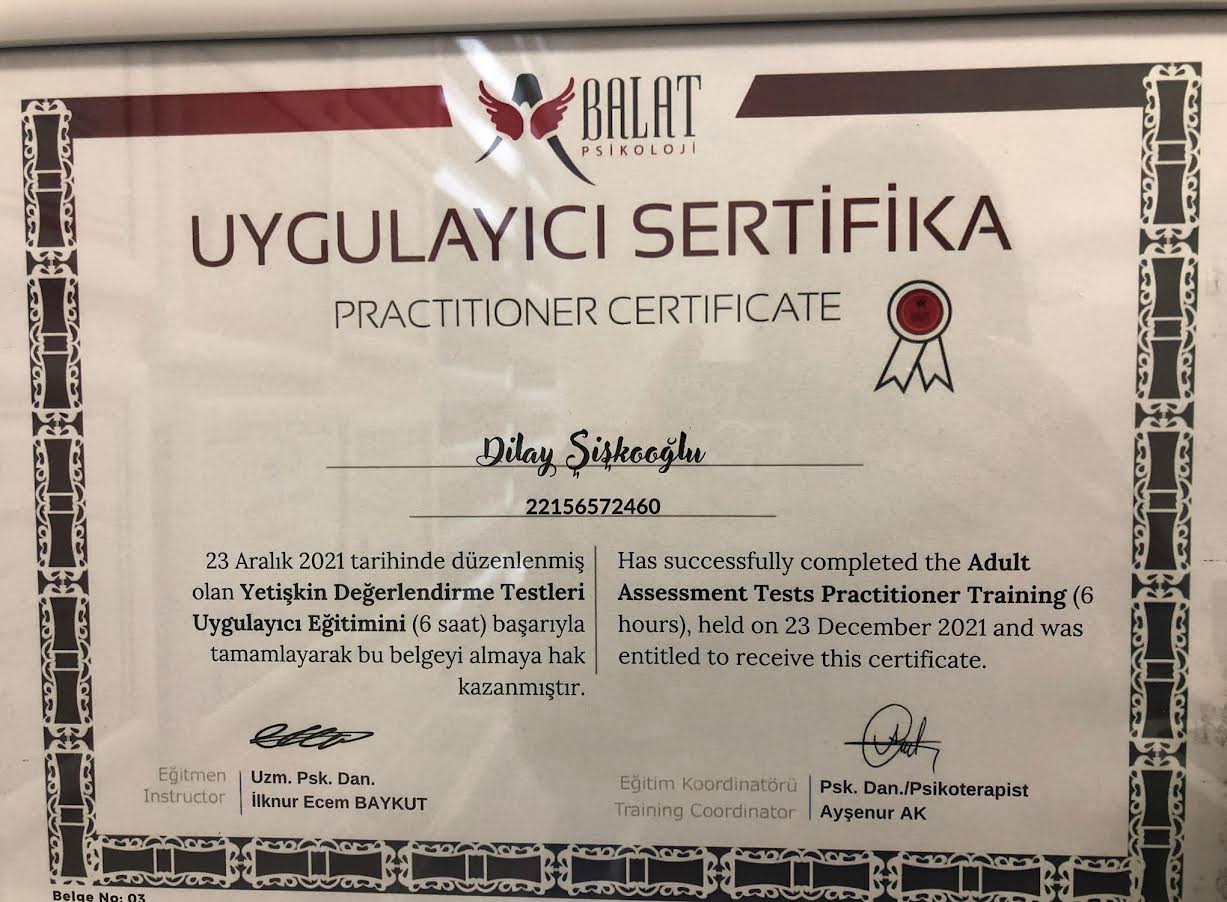 BALAT
PSİKOLOJİ
UYGULAYICI SERTİFİKA
PRACTITIONER CERTIFICATE
Dilay Şişkooğlu
22156572460
23 Aralık 2021 tarihinde düzenlenmiş
olan Yetişkin Değerlendirme Testleri
Uygulayıcı Eğitimini (6 saat) başarıyla
tamamlayarak bu belgeyi almaya hak
kazanmıştır.
Has successfully completed the Adult
Assessment Tests Practitioner Training (6
hours), held on 23 December 2021 and was
entitled to receive this certificate.
Eğitmen
Instructor
Uzm. Psk. Dan.
İlknur Ecem BAYKUT
Eğitim Koordinatörü
Training Coordinator
Psk. Dan./Psikoterapist
Ayşenur AK
Belge No: 03